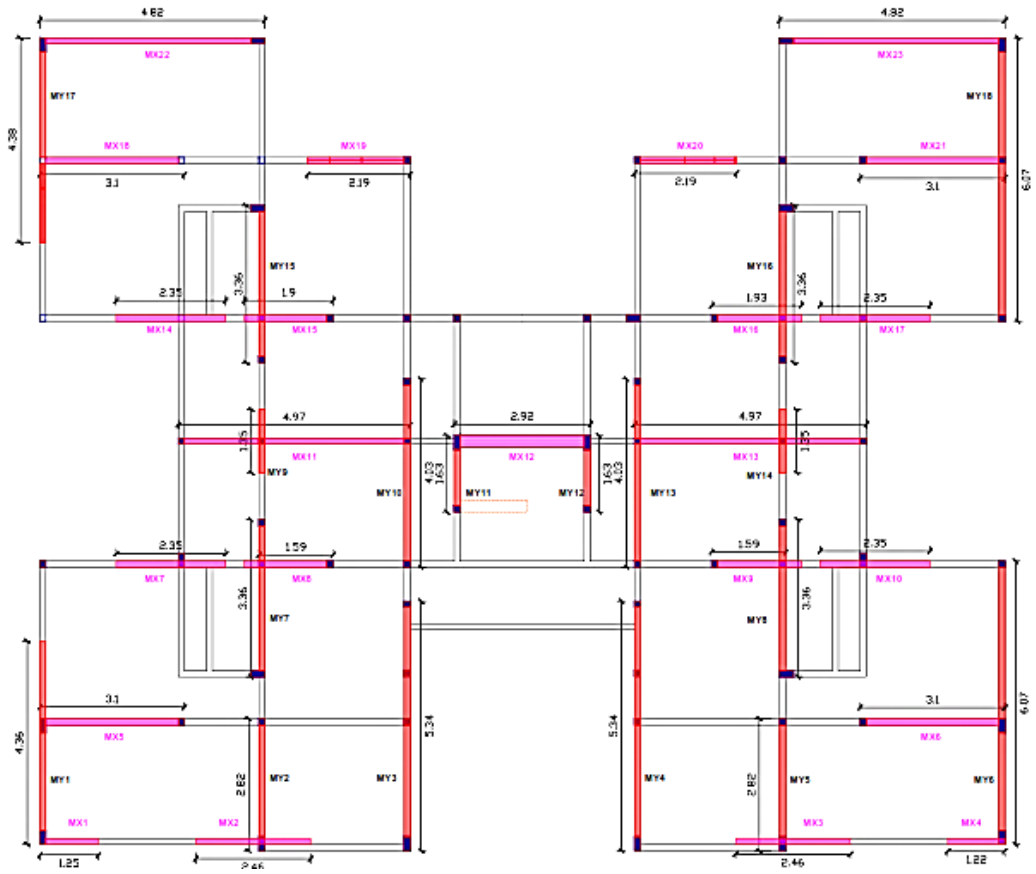 4.82
4.82
MX22
MX23
MY17
MY18
4.38
MX18
MX19
MX20
MX21
3.1
2.19
2.19
3.1
6.07
MY15
MY16
3.36
3.36
2.35
1.9
1.93
2.35
MX14
MX15
MX16
MX17
4.97
2.92
4.97
1.35
1.35
MX11
MX12
MX13
MY9
MY14
4.03
1.63
1.63
4.03
MY10
MY11
MY12
MY13
2.35
1.59
1.59
2.35
MX7
MX8
MX9
MX10
3.36
3.36
MY7
MY8
3.1
3.1
MX5
MX6
5.34
5.34
6.07
4.36
MY1
MY2
MY3
MY4
MY5
MY6
2.82
2.82
MX1
MX2
MX3
MX4
1.25
2.46
2.46
1.22